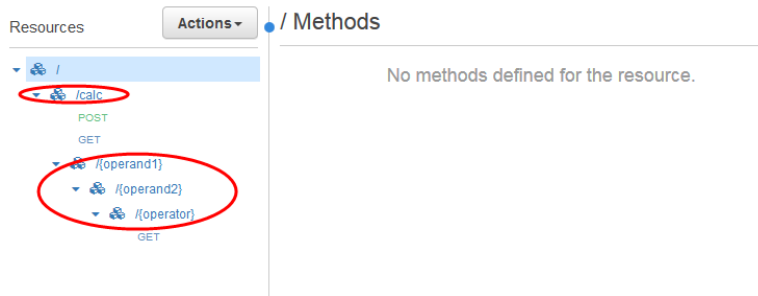 Resources
Actions
/ Methods
No methods defined for the resource.
/
/calc
POST
GET
/{operand1}
/{operand2}
/{operator}
GET